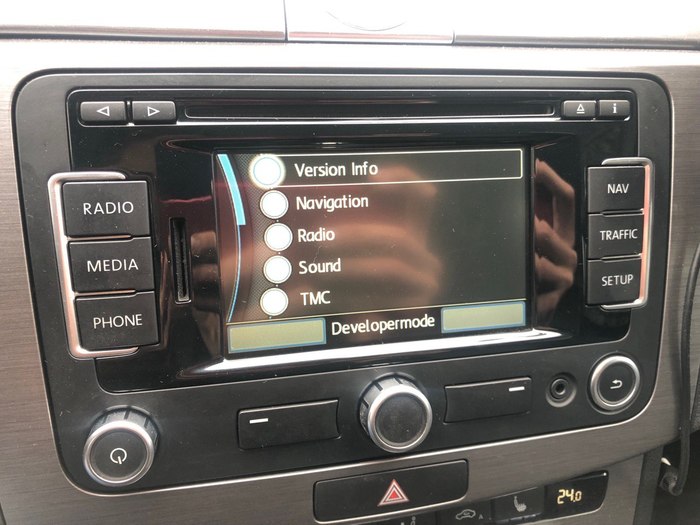 i
RADIO
MEDIA
PHONE
Version Info
Navigation
Radio
Sound
TMC
Developermode
NAV
TRAFFIC
SETUP
A
24.0